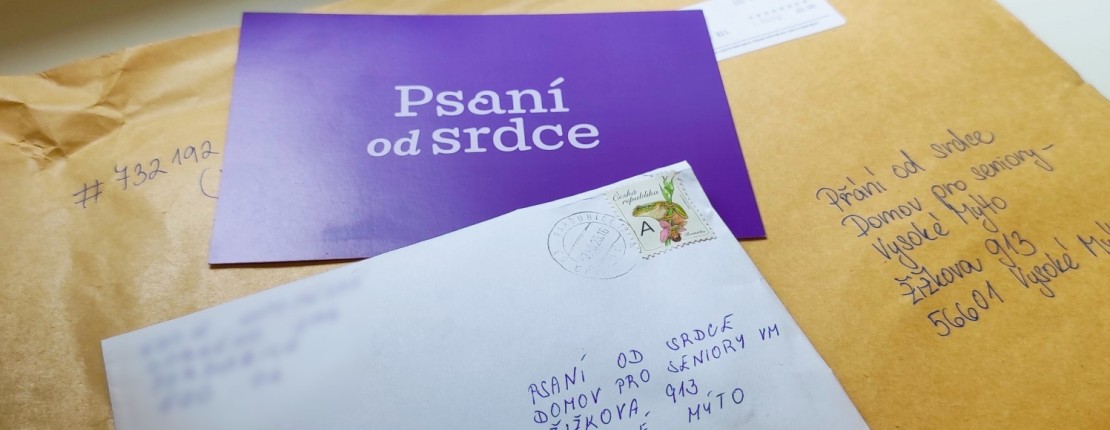 Psaní
od srdce
#732 192
Česká
republika
A
Přání od srdce
Domov pro seniory-
Vysoké Mýto
Žižkova 913
56601 Vysoké
PSANÍ OD SRDCE
DOMOV PRO SENIORY VM
ŽIŽKOVA 913
MÝTO